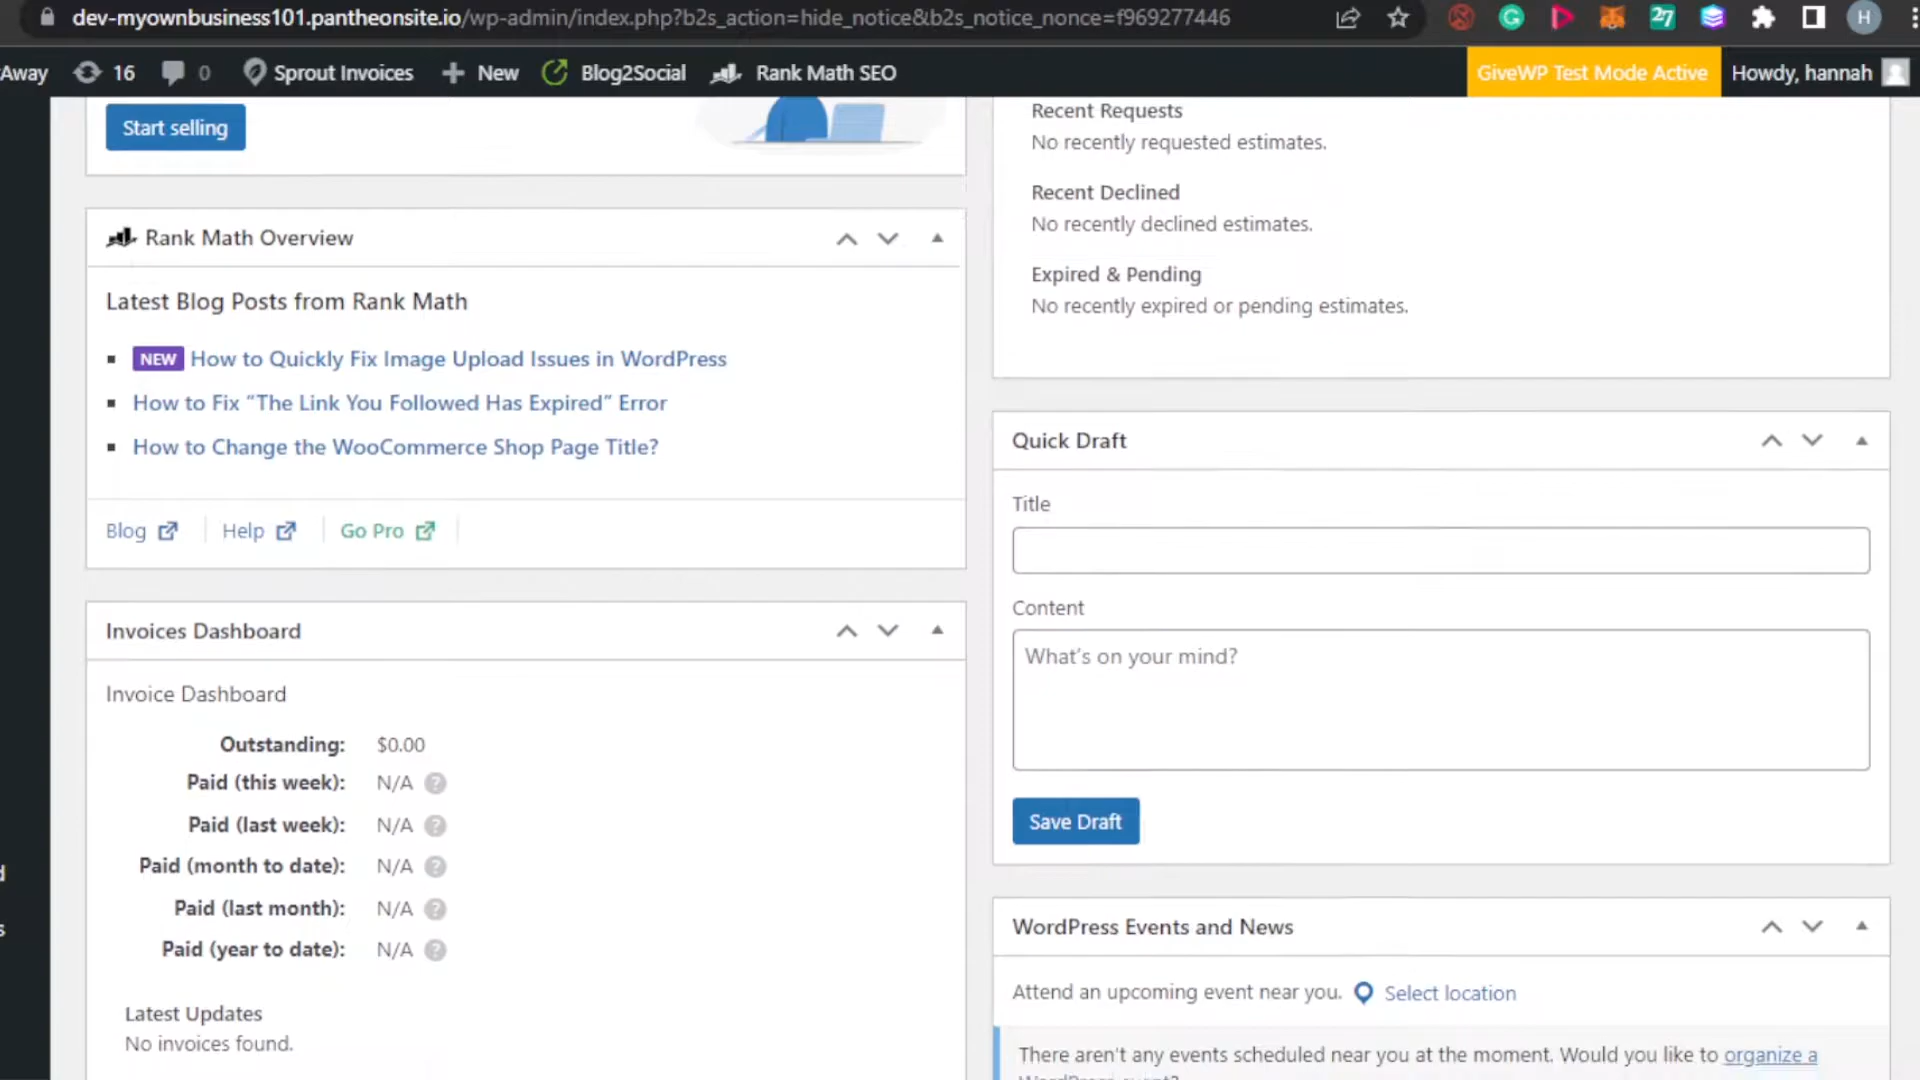 dev-myownbusiness101.pantheonsite.io/wp-admin/index.php?b2s_action=hide_notice&b2s_notice_nonce=f969277446
27
H
Away
16
0
Sprout Invoices
New
Blog2Social
Rank Math SEO
GiveWP Test Mode Active
Howdy, hannah
Start selling
Rank Math Overview
Latest Blog Posts from Rank Math
NEW How to Quickly Fix Image Upload Issues in WordPress
How to Fix “The Link You Followed Has Expired” Error
How to Change the WooCommerce Shop Page Title?
Blog
Help
Go Pro
Invoices Dashboard
Invoice Dashboard
Outstanding: $0.00
Paid (this week): N/A ?
Paid (last week): N/A ?
Paid (month to date): N/A ?
Paid (last month): N/A ?
Paid (year to date): N/A ?
Latest Updates
No invoices found.
Recent Requests
No recently requested estimates.
Recent Declined
No recently declined estimates.
Expired & Pending
No recently expired or pending estimates.
Quick Draft
Title
Content
What's on your mind?
Save Draft
WordPress Events and News
Attend an upcoming event near you. Select location
There aren't any events scheduled near you at the moment. Would you like to organize a